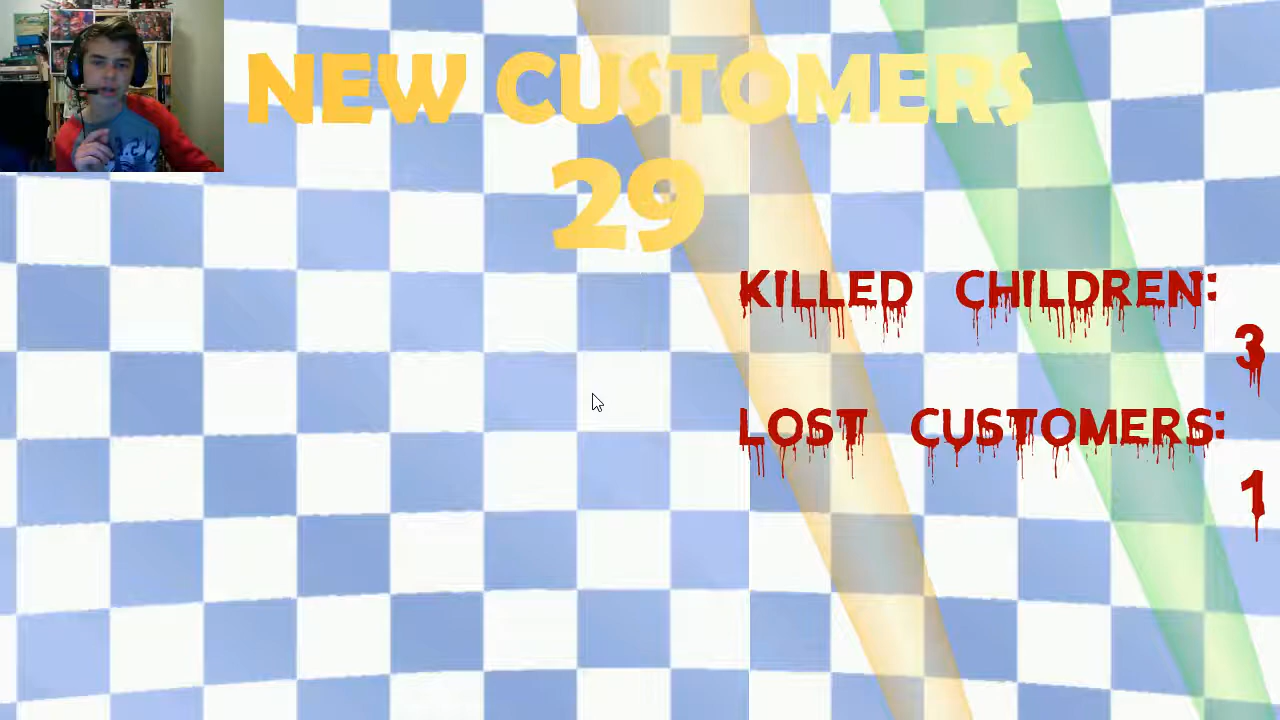 NEW CUSTOMERS
29
KILLED CHILDREN:
3
LOST CUSTOMERS:
1